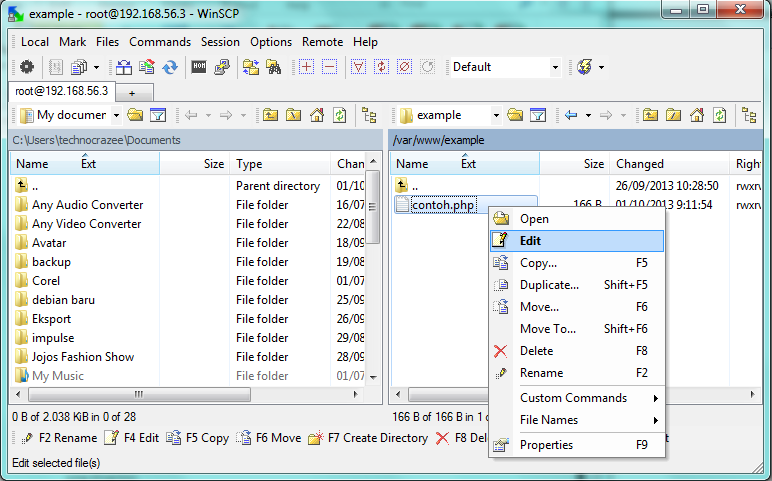 example - root@192.168.56.3 - WinSCP
Local Mark Files Commands Session Options Remote Help
Default
root@192.168.56.3 +
My documer example
C:\Users\technocrazee\Documents /var/www/example
Name Ext Size Type Chan Name Ext Size Changed Right
.. Parent directory 01/10 .. 26/09/2013 10:28:50 rwxrw
Any Audio Converter File folder 16/07 contoh.php 166 B 01/10/2013 9:11:54 rwxrw
Any Video Converter File folder 22/08
Avatar File folder 18/09
backup File folder 19/08
Corel File folder 01/07
debian baru File folder 25/09
Eksport File folder 26/09
impulse File folder 29/08
Jojos Fashion Show File folder 28/09
My Music File folder 01/07
Open
Edit
Copy... F5
Duplicate... Shift+F5
Move... F6
Move To... Shift+F6
Delete F8
Rename F2
Custom Commands
File Names
Properties F9
0 B of 2.038 KiB in 0 of 28 166 B of 166 B in 1 o
F2 Rename F4 Edit F5 Copy F6 Move F7 Create Directory F8 Del
Edit selected file(s)